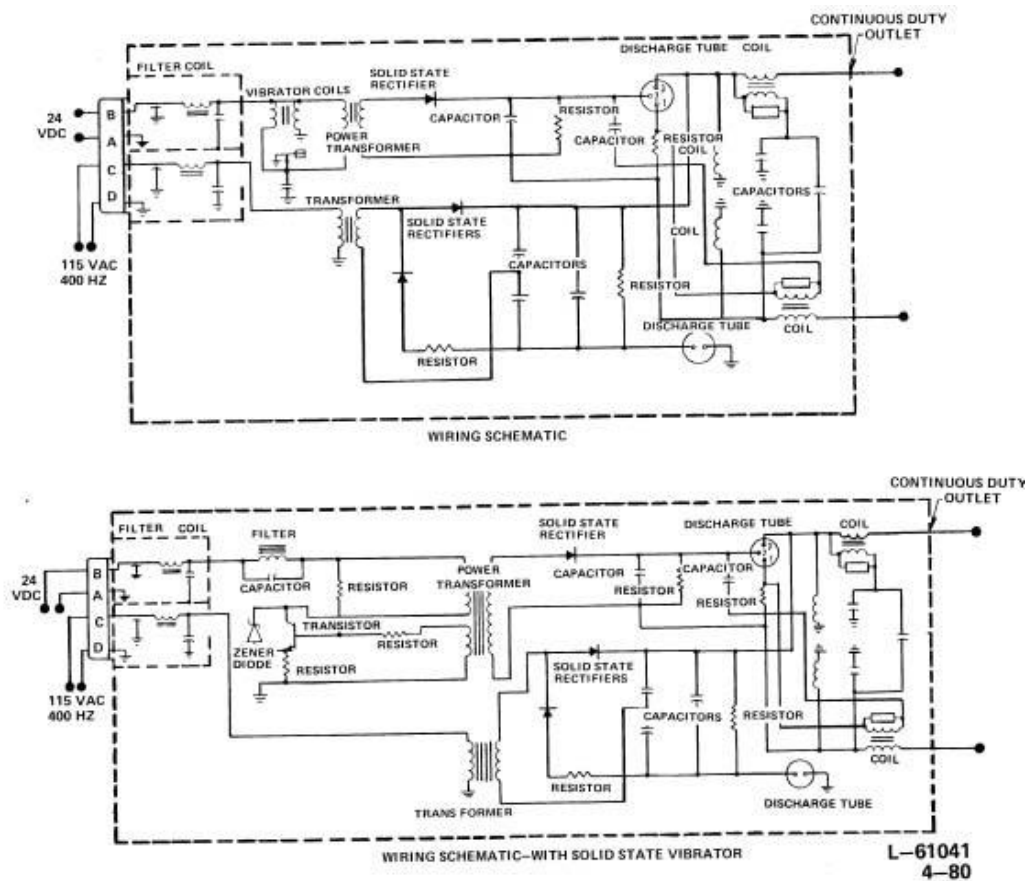 CONTINUOUS DUTY
OUTLET
DISCHARGE TUBE COIL
FILTER COIL
SOLID STATE
RECTIFIER
VIBRATOR COILS
24
VDC
B
A
C
D
CAPACITOR
RESISTOR
CAPACITOR
POWER
TRANSFORMER
RESISTOR
COIL
CAPACITORS
TRANSFORMER
SOLID STATE
RECTIFIERS
COIL
115 VAC
400 HZ
CAPACITORS
RESISTOR
DISCHARGE TUBE
COIL
RESISTOR
WIRING SCHEMATIC
CONTINUOUS DUTY
OUTLET
FILTER COIL
FILTER
SOLID STATE
RECTIFIER
DISCHARGE TUBE
COIL
24
VDC
B
A
C
D
CAPACITOR
POWER
TRANSFORMER
CAPACITOR
CAPACITOR
RESISTOR
RESISTOR
RESISTOR
TRANSISTOR
RESISTOR
ZENER
DIODE
RESISTOR
SOLID STATE
RECTIFIERS
115 VAC
400 HZ
CAPACITORS
RESISTOR
COIL
RESISTOR
TRANS FORMER
DISCHARGE TUBE
WIRING SCHEMATIC—WITH SOLID STATE VIBRATOR
L—61041
4—80